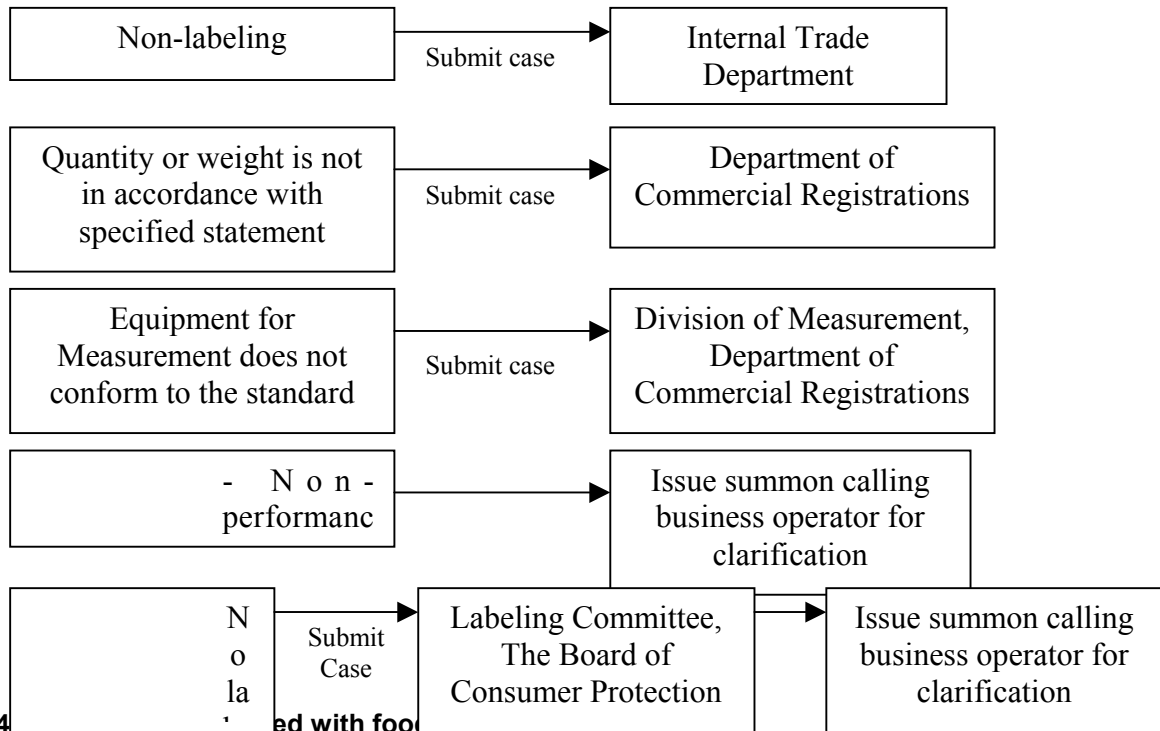 Non-labeling
Submit case
Internal Trade
Department
Quantity or weight is not
in accordance with
specified statement
Submit case
Department of
Commercial Registrations
Equipment for
Measurement does not
conform to the standard
Submit case
Division of Measurement,
Department of
Commercial Registrations
- N o n -
performanc
Issue summon calling
business operator for
clarification
N
o
la
Submit
Case
Labeling Committee,
The Board of
Consumer Protection
Issue summon calling
business operator for
clarification
4
ed with foo